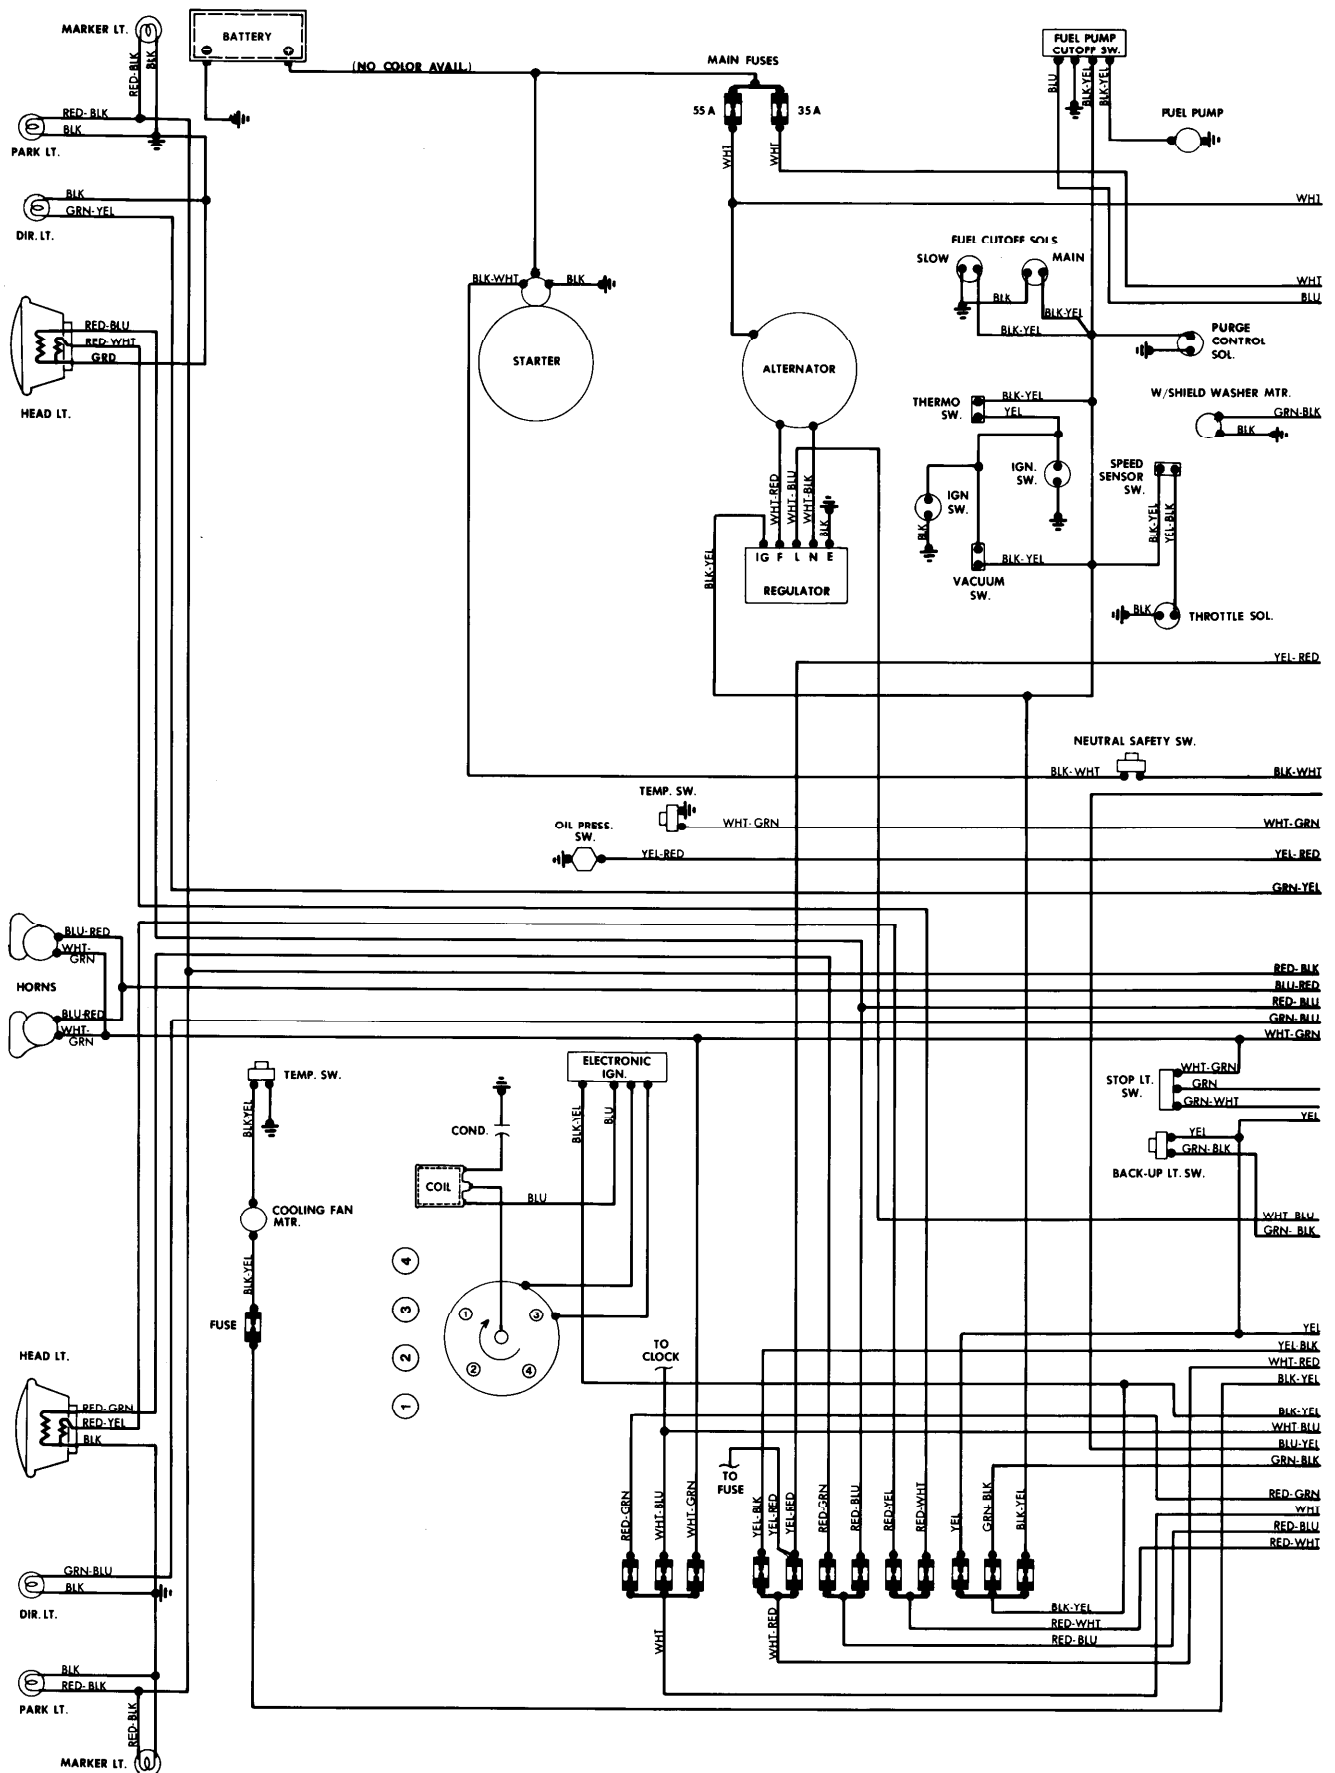 MARKER LT.
BATTERY
RED-BLK
BLK
(NO COLOR AVAIL.)
MAIN FUSES
55 A
35 A
WHT
WHT
FUEL PUMP
CUTOFF SW.
BLU
BLK-YEL
BLK-YEL
FUEL PUMP
RED-BLK
BLK
PARK LT.
BLK
GRN-YEL
DIR. LT.
WHT
FUEL CUTOFF SOLS
SLOW
MAIN
BLK
BLK-YEL
BLK-YEL
WHT
BLU
BLK-WHT
BLK
STARTER
ALTERNATOR
PURGE
CONTROL
SOL.
RED-BLU
RED-WHT
GRD
HEAD LT.
THERMO
SW.
BLK-YEL
YEL
W/SHIELD WASHER MTR.
GRN-BLK
BLK
IGN.
SW.
IGN
SW.
BLK
SPEED
SENSOR
SW.
BLK-YEL
YEL-BLK
WHT-RED
WHT-BLU
WHT-BLK
BLK
BLK-YEL
IG F L N E
REGULATOR
BLK-YEL
VACUUM
SW.
BLK
THROTTLE SOL.
YEL-RED
NEUTRAL SAFETY SW.
BLK-WHT
BLK-WHT
TEMP. SW.
WHT-GRN
WHT-GRN
OIL PRESS.
SW.
YEL-RED
YEL-RED
GRN-YEL
BLU-RED
WHT-
GRN
HORNS
BLU-RED
WHT-
GRN
RED-BLK
BLU-RED
RED-BLU
GRN-BLU
WHT-GRN
TEMP. SW.
BLK-YEL
ELECTRONIC
IGN.
BLK-YEL
BLU
COND.
COIL
BLU
STOP LT.
SW.
WHT-GRN
GRN
GRN-WHT
YEL
YEL
GRN-BLK
BACK-UP LT. SW.
WHT BLU
GRN-BLK
COOLING FAN
MTR.
BLK-YEL
FUSE
4
3
2
1
1
3
2
4
TO
CLOCK
YEL
YEL-BLK
WHT-RED
BLK-YEL
BLK-YEL
WHT BLU
BLU-YEL
GRN-BLK
RED-GRN
WHT
RED-BLU
RED-WHT
HEAD LT.
RED-GRN
RED-YEL
BLK
TO
FUSE
RED-GRN
WHT-BLU
WHT-GRN
YEL-BLK
YEL-RED
YEL-RED
RED-GRN
RED-BLU
RED-YEL
RED-WHT
YEL
GRN-BLK
BLK-YEL
GRN-BLU
BLK
DIR. LT.
WHT
WHT-RED
BLK-YEL
RED-WHT
RED-BLU
BLK
RED-BLK
PARK LT.
RED-BLK
MARKER LT.